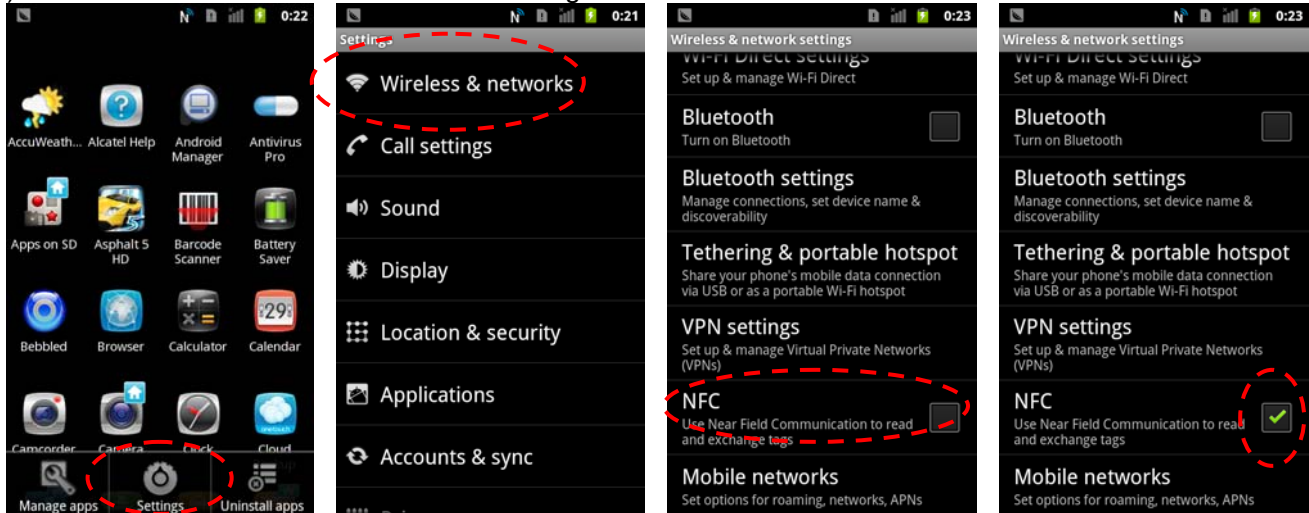 0:22
AccuWeath...
Alcatel Help
Android
Manager
Antivirus
Pro
Apps on SD
Asphalt 5
HD
Barcode
Scanner
Battery
Saver
Bebbled
Browser
Calculator
29
Calendar
Camcorder
Camera
Clock
Cloud
Manage apps
Settings
Uninstall apps
0:21
Settings
Wireless & networks
Call settings
Sound
Display
Location & security
Applications
Accounts & sync
0:23
Wireless & network settings
Wi-Fi Direct settings
Set up & manage Wi-Fi Direct
Bluetooth
Turn on Bluetooth
Bluetooth settings
Manage connections, set device name &
discoverability
Tethering & portable hotspot
Share your phone's mobile data connection
via USB or as a portable Wi-Fi hotspot
VPN settings
Set up & manage Virtual Private Networks
(VPNs)
NFC
Use Near Field Communication to read
and exchange tags
Mobile networks
Set options for roaming, networks, APNs
0:23
Wireless & network settings
Wi-Fi Direct settings
Set up & manage Wi-Fi Direct
Bluetooth
Turn on Bluetooth
Bluetooth settings
Manage connections, set device name &
discoverability
Tethering & portable hotspot
Share your phone's mobile data connection
via USB or as a portable Wi-Fi hotspot
VPN settings
Set up & manage Virtual Private Networks
(VPNs)
NFC
Use Near Field Communication to read
and exchange tags
Mobile networks
Set options for roaming, networks, APNs